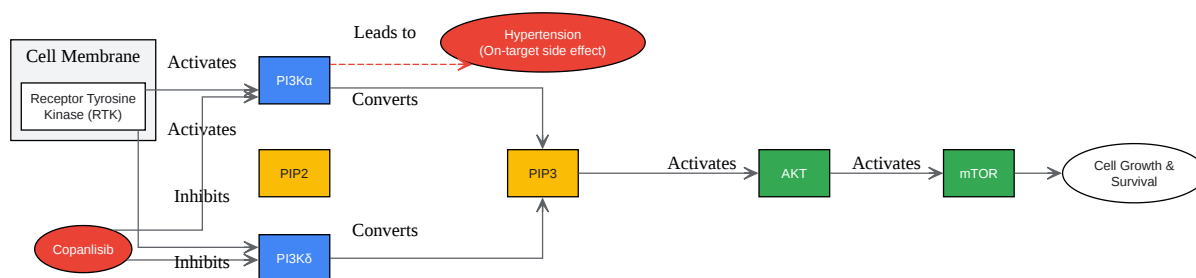 Leads to
Hypertension
(On-target side effect)
Cell Membrane
Activates
PI3Kα
Receptor Tyrosine
Kinase (RTK)
Converts
Activates
PIP2
PIP3
Activates
AKT
Activates
mTOR
Cell Growth &
Survival
Inhibits
Converts
Copanlisib
Inhibits
PI3Kδ